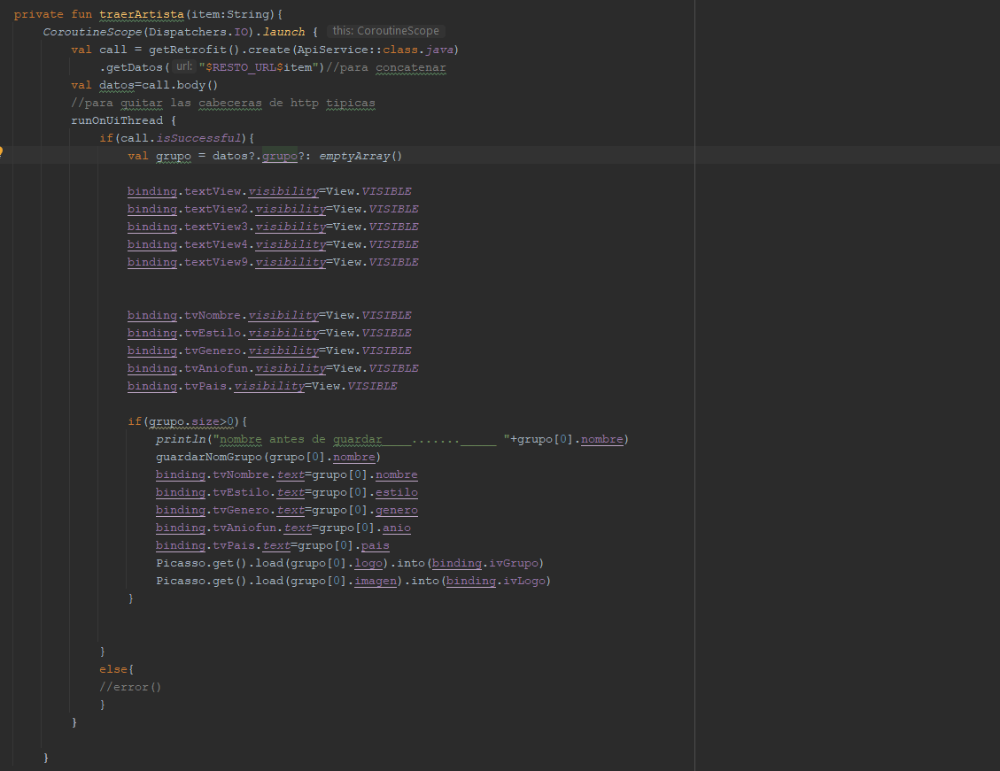 private fun traerArtista(item:String){
CoroutineScope(Dispatchers.IO).launch { this: CoroutineScope
val call = getRetrofit().create(ApiService::class.java)
.getDatos( url: "$RESTO_URL$item")//para concatenar
val datos=call.body()
//para quitar las cabeceras de http tipicas
runOnUiThread {
if(call.isSuccessful){
val grupo = datos?.grupo?: emptyArray()
binding.textView.visibility=View.VISIBLE
binding.textView2.visibility=View.VISIBLE
binding.textView3.visibility=View.VISIBLE
binding.textView4.visibility=View.VISIBLE
binding.textView9.visibility=View.VISIBLE
binding.tvNombre.visibility=View.VISIBLE
binding.tvEstilo.visibility=View.VISIBLE
binding.tvGenero.visibility=View.VISIBLE
binding.tvAniofun.visibility=View.VISIBLE
binding.tvPais.visibility=View.VISIBLE
if(grupo.size>0){
println("nombre antes de guardar____......._____ "+grupo[0].nombre)
guardarNomGrupo(grupo[0].nombre)
binding.tvNombre.text=grupo[0].nombre
binding.tvEstilo.text=grupo[0].estilo
binding.tvGenero.text=grupo[0].genero
binding.tvAniofun.text=grupo[0].anio
binding.tvPais.text=grupo[0].pais
Picasso.get().load(grupo[0].logo).into(binding.ivGrupo)
Picasso.get().load(grupo[0].imagen).into(binding.ivLogo)
}
}
else{
//error()
}
}
}